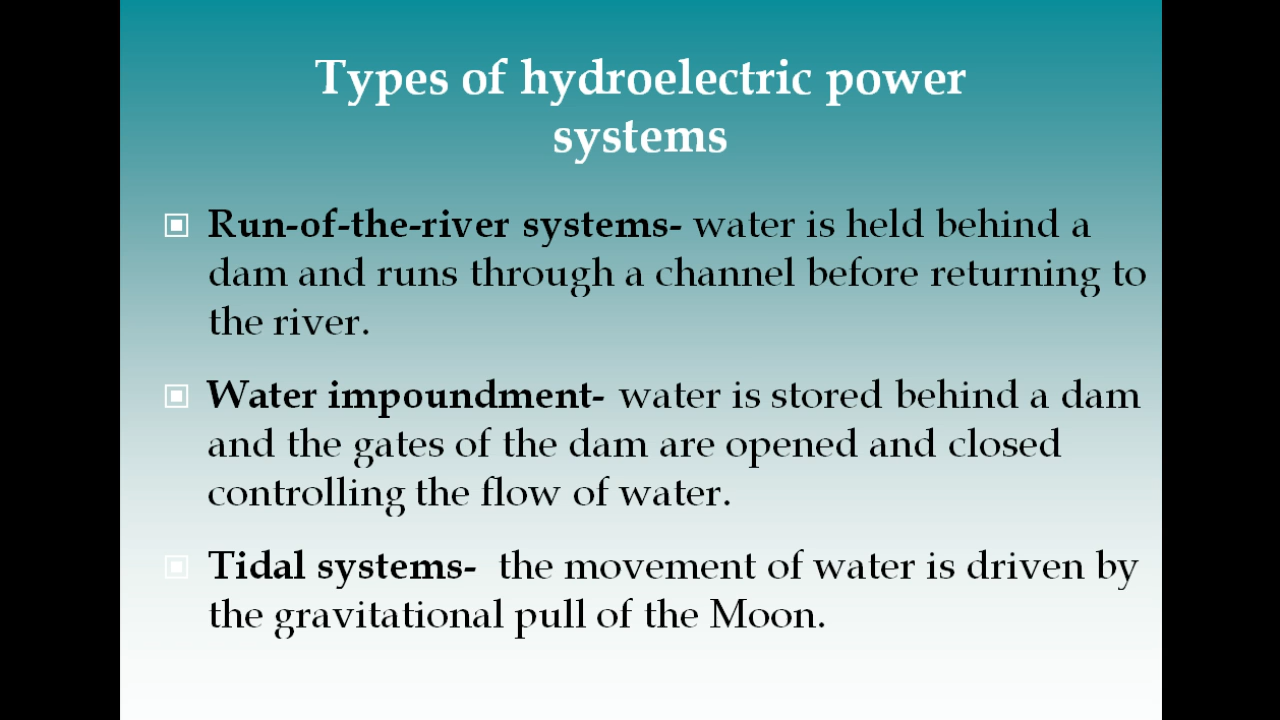 Types of hydroelectric power
systems
Run-of-the-river systems- water is held behind a
dam and runs through a channel before returning to
the river.
Water impoundment- water is stored behind a dam
and the gates of the dam are opened and closed
controlling the flow of water.
Tidal systems- the movement of water is driven by
the gravitational pull of the Moon.